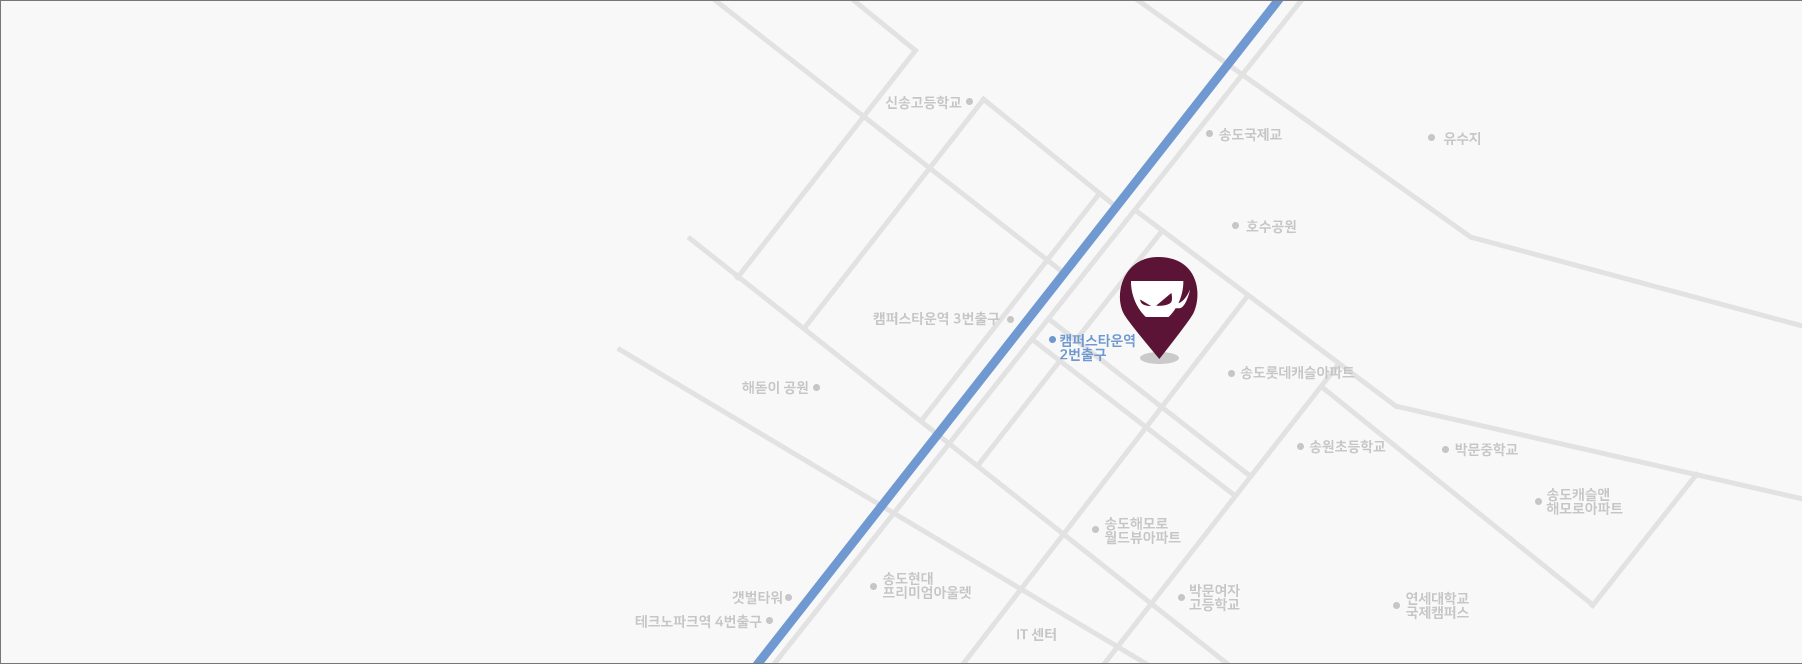 신송고등학교
송도국제교
유수지
호수공원
캠퍼스타운역 3번출구
캠퍼스타운역
2번출구
송도롯데캐슬아파트
해돋이 공원
송원초등학교
박문중학교
송도캐슬앤
해모로아파트
송도해모로
월드뷰아파트
송도현대
프리미엄아울렛
갯벌타워
테크노파크역 4번출구
박문여자
고등학교
연세대학교
국제캠퍼스
IT 센터